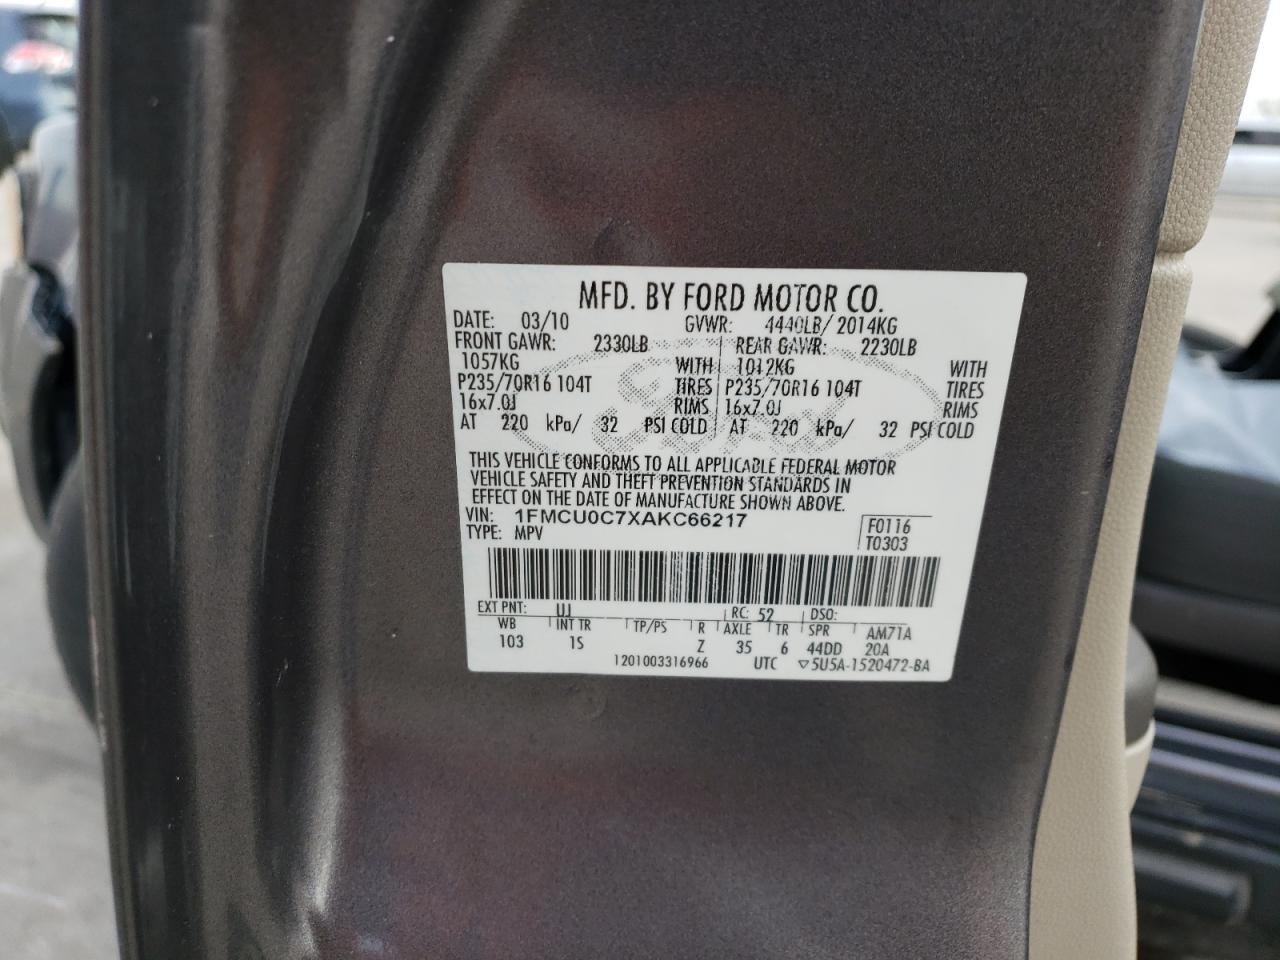 MFD. BY FORD MOTOR CO.
DATE: 03/10 GVWR: 4440LB/ 2014KG
FRONT GAWR: 2330LB REAR GAWR: 2230LB
1057KG WITH 1012KG WITH
P235/70R16 104T TIRES P235/70R16 104T TIRES
16x7.0J RIMS 16x7.0J RIMS
AT 220 kPa/ 32 PSI COLD AT 220 kPa/ 32 PSI COLD
THIS VEHICLE CONFORMS TO ALL APPLICABLE FEDERAL MOTOR
VEHICLE SAFETY AND THEFT PREVENTION STANDARDS IN
EFFECT ON THE DATE OF MANUFACTURE SHOWN ABOVE.
VIN: 1FMCU0C7XAKC66217 F0116
TYPE: MPV T0303
EXT PNT: UJ RC: 52 DSO:
WB INT TR TP/PS R AXLE TR SPR AM71A
103 1S Z 35 6 44DD 20A
1201003316966 UTC ▽5U5A-1520472-BA
Ford